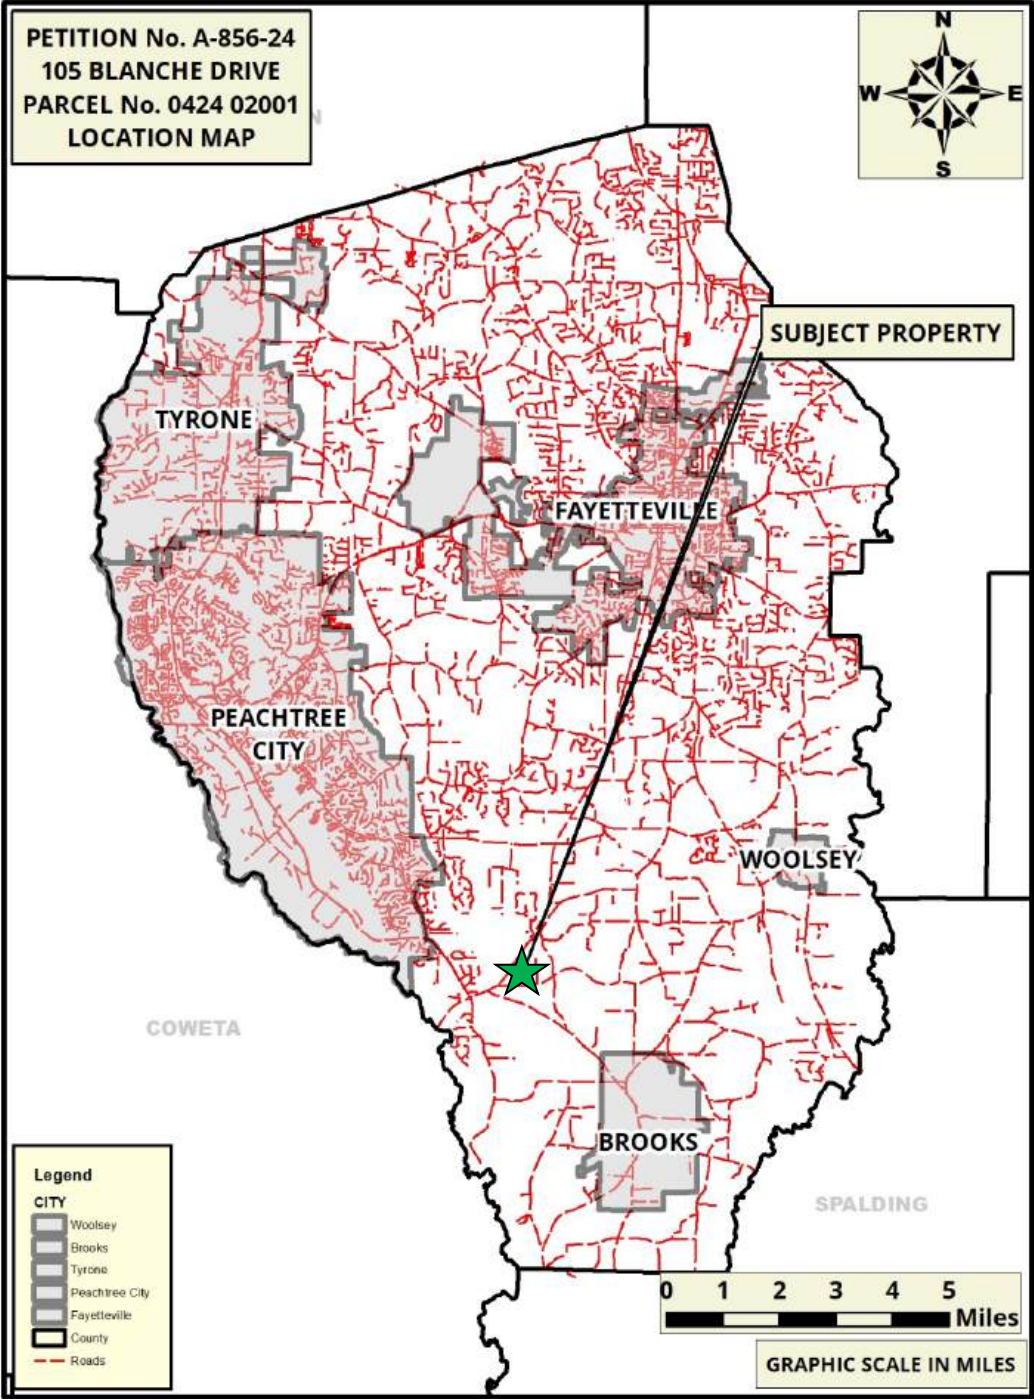 PETITION No. A-856-24
105 BLANCHE DRIVE
PARCEL No. 0424 02001
LOCATION MAP
N
W
E
S
SUBJECT PROPERTY
TYRONE
FAYETTEVILLE
PEACHTREE
CITY
WOOLSEY
COWETA
BROOKS
SPALDING
Legend
CITY
Woolsey
Brooks
Tyrone
Peachtree City
Fayetteville
County
Roads
0 1 2 3 4 5
Miles
GRAPHIC SCALE IN MILES